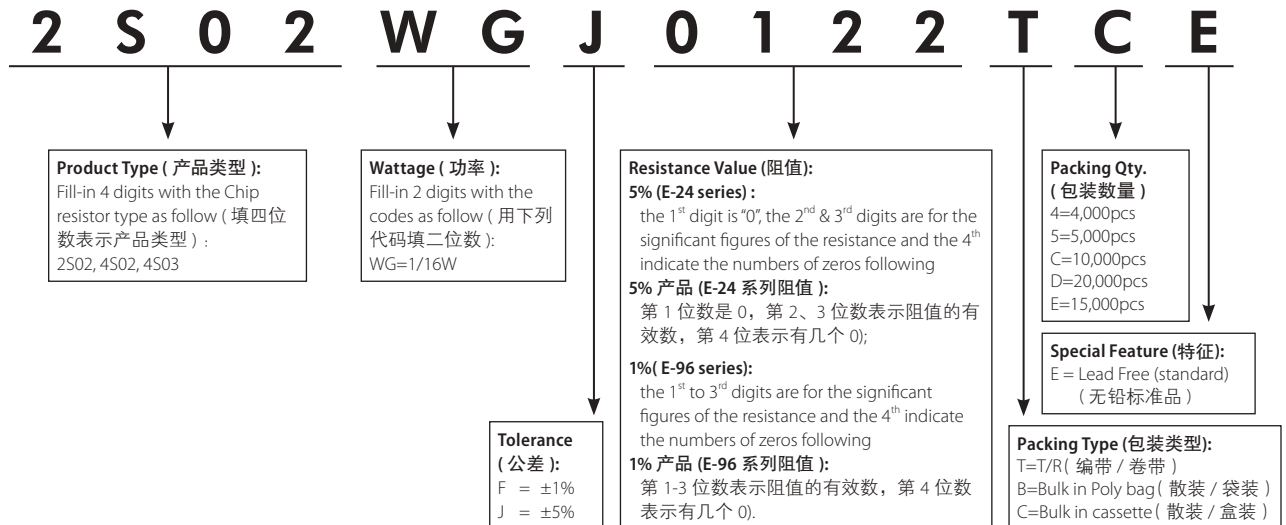 2 S 0 2 W G J 0 1 2 2 T C E
Product Type ( 产品类型 ):
Fill-in 4 digits with the Chip
resistor type as follow ( 填四位
数表示产品类型 ) :
2S02, 4S02, 4S03
Wattage ( 功率 ):
Fill-in 2 digits with the
codes as follow ( 用下列
代码填二位数 ):
WG=1/16W
Tolerance
( 公差 ):
F = ±1%
J = ±5%
Resistance Value (阻值):
5% (E-24 series) :
the 1st digit is “0”, the 2nd & 3rd digits are for the
significant figures of the resistance and the 4th
indicate the numbers of zeros following
5% 产品 (E-24 系列阻值 ):
第 1 位数是 0，第 2、3 位数表示阻值的有
效数，第 4 位表示有几个 0);
1%( E-96 series):
the 1st to 3rd digits are for the significant
figures of the resistance and the 4th indicate
the numbers of zeros following
1% 产品 (E-96 系列阻值 ):
第 1-3 位数表示阻值的有效数，第 4 位数
表示有几个 0).
Packing Qty.
( 包装数量 )
4=4,000pcs
5=5,000pcs
C=10,000pcs
D=20,000pcs
E=15,000pcs
Special Feature (特征):
E = Lead Free (standard)
( 无铅标准品 )
Packing Type (包装类型):
T=T/R( 编带 / 卷带 )
B=Bulk in Poly bag( 散装 / 袋装 )
C=Bulk in cassette( 散装 / 盒装 )